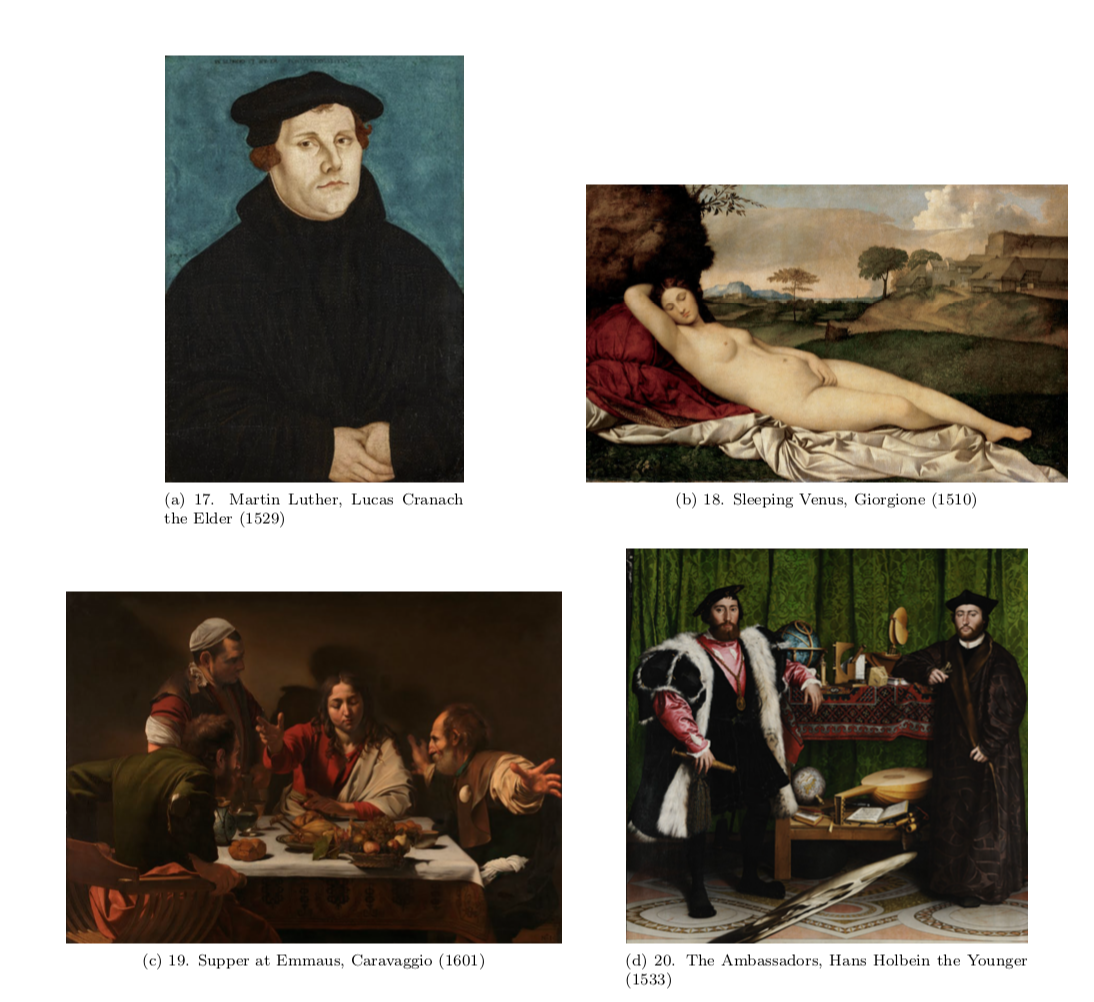 (a) 17. Martin Luther, Lucas Cranach
the Elder (1529)
(b) 18. Sleeping Venus, Giorgione (1510)
(c) 19. Supper at Emmaus, Caravaggio (1601)
(d) 20. The Ambassadors, Hans Holbein the Younger
(1533)